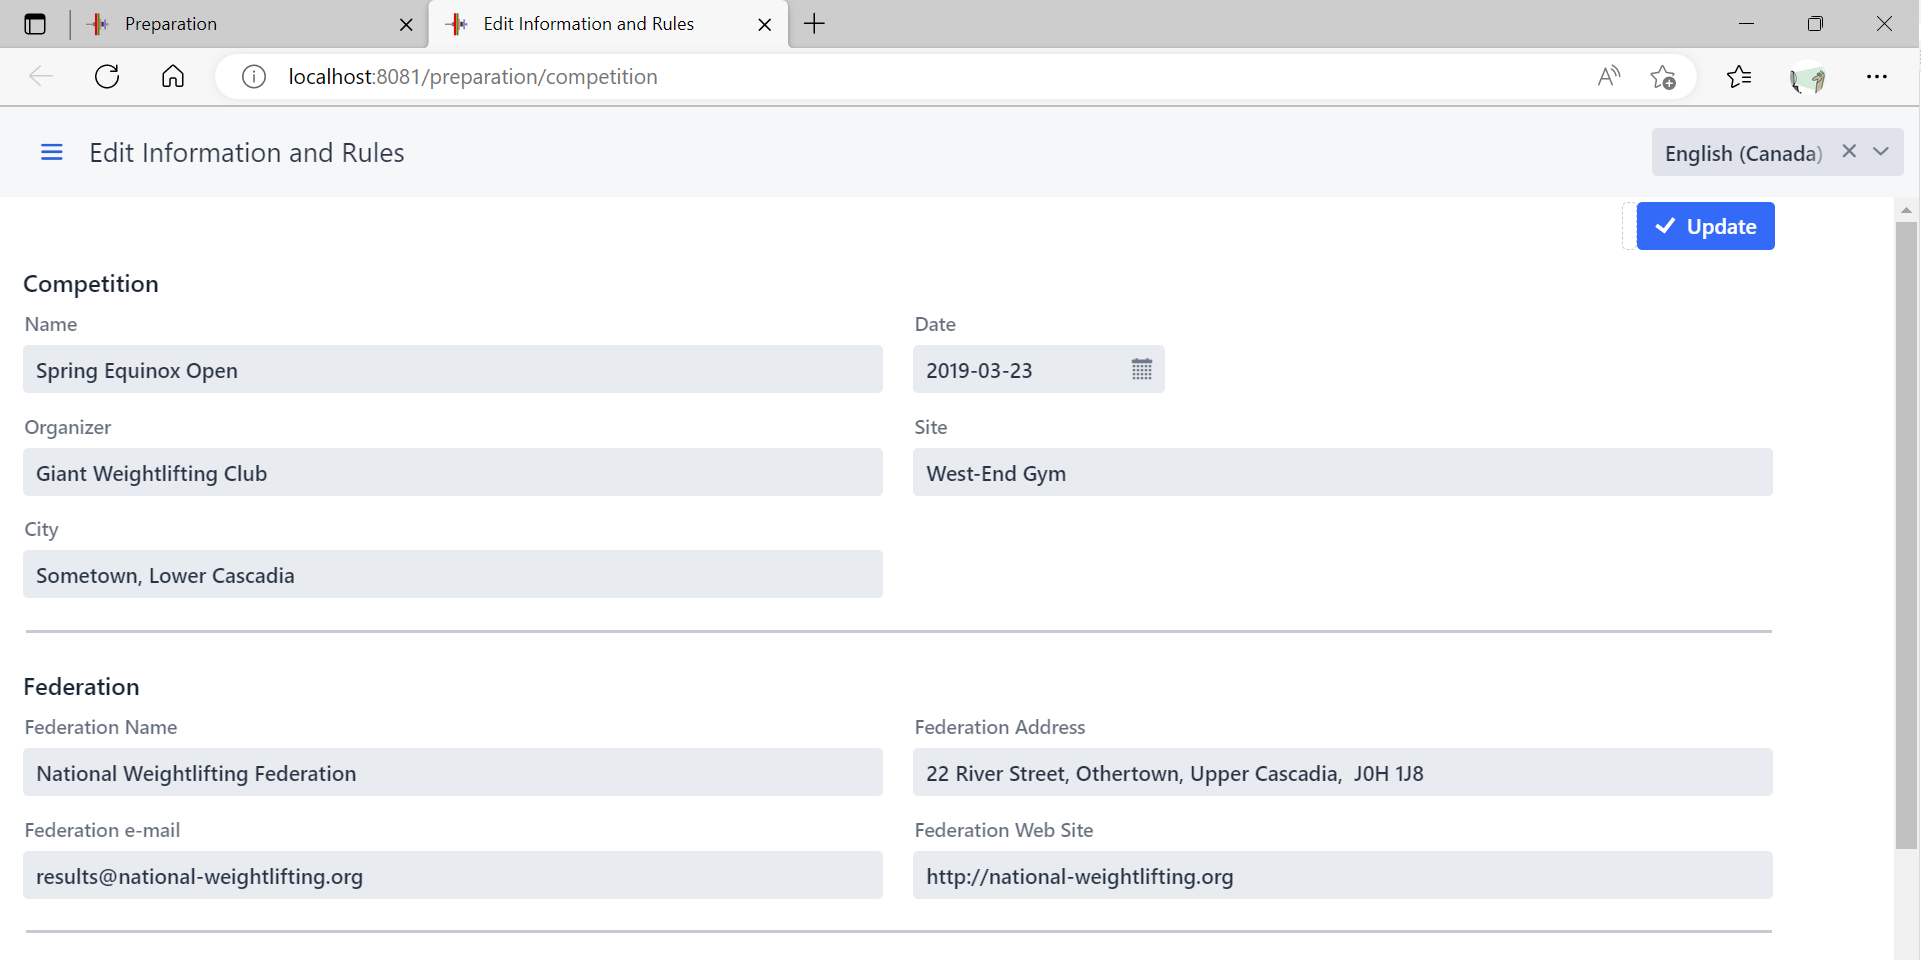 Preparation
Edit Information and Rules
localhost:8081/preparation/competition
Edit Information and Rules
English (Canada)
Update
Competition
Name
Date
Spring Equinox Open
2019-03-23
Organizer
Site
Giant Weightlifting Club
West-End Gym
City
Sometown, Lower Cascadia
Federation
Federation Name
Federation Address
National Weightlifting Federation
22 River Street, Othertown, Upper Cascadia,  J0H 1J8
Federation e-mail
Federation Web Site
results@national-weightlifting.org
http://national-weightlifting.org